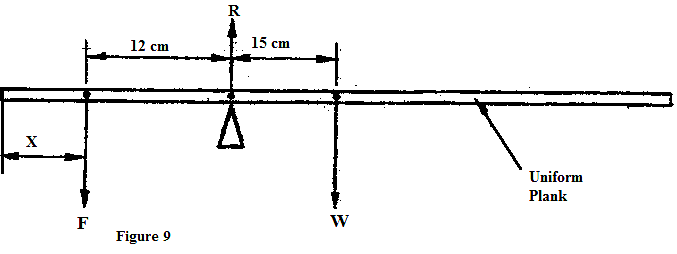 R
12 cm
15 cm
X
Uniform
Plank
F
W
Figure 9